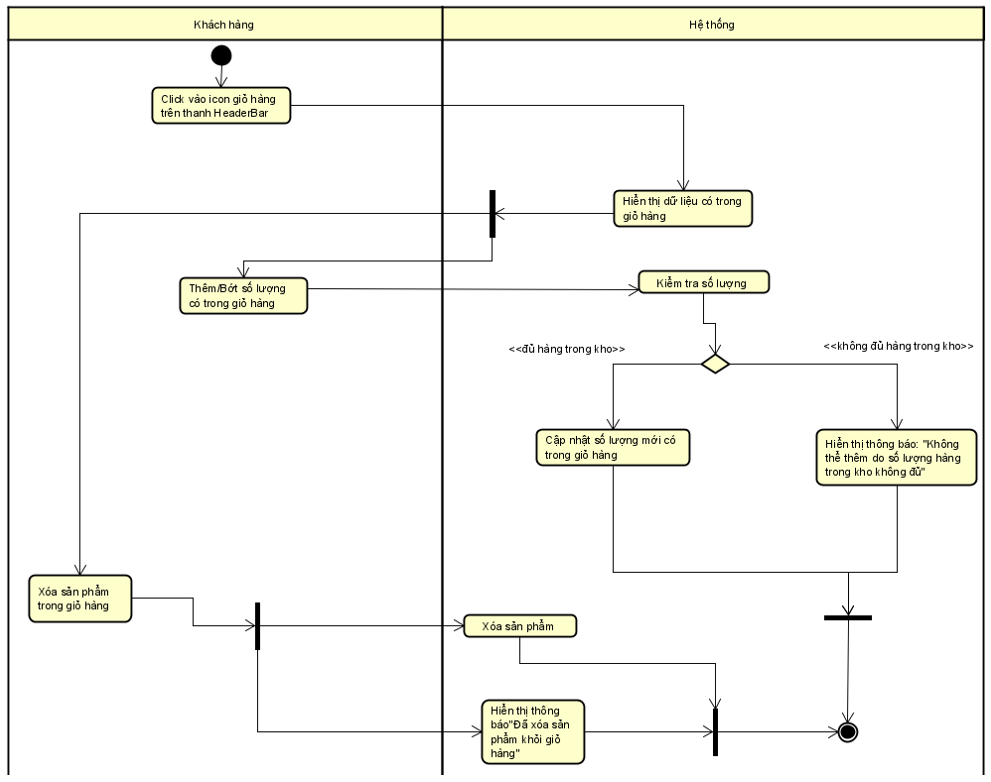 Khách hàng
Hệ thống
Click vào icon giỏ hàng
trên thanh HeaderBar
Hiển thị dữ liệu có trong
giỏ hàng
Thêm/Bớt số lượng
có trong giỏ hàng
Kiểm tra số lượng
<<đủ hàng trong kho>>
<<không đủ hàng trong kho>>
Cập nhật số lượng mới có
trong giỏ hàng
Hiển thị thông báo: "Không
thể thêm do số lượng hàng
trong kho không đủ"
Xóa sản phẩm
trong giỏ hàng
Xóa sản phẩm
Hiển thị thông
báo"Đã xóa sản
phẩm khỏi giỏ
hàng"